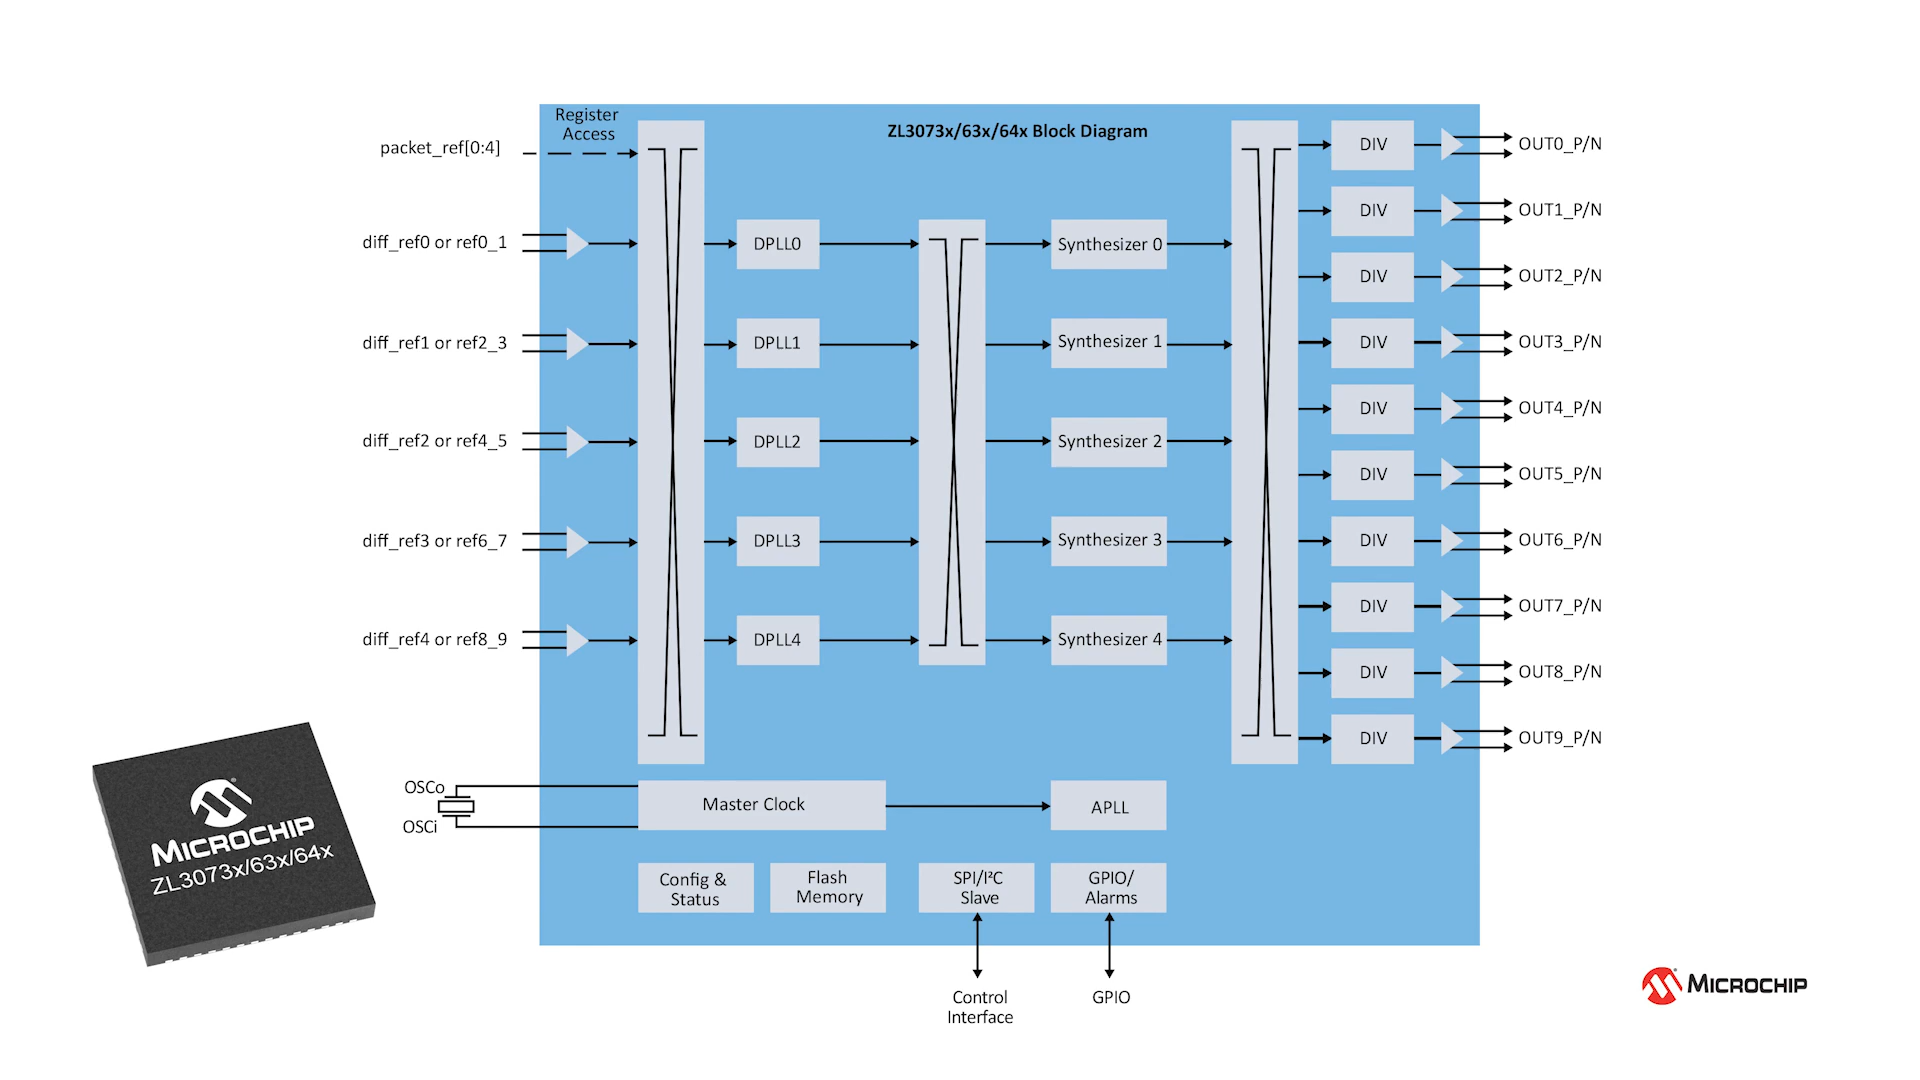 ZL3073x/63x/64x Block Diagram
Register
Access
packet_ref[0:4]
diff_ref0 or ref0_1
diff_ref1 or ref2_3
diff_ref2 or ref4_5
diff_ref3 or ref6_7
diff_ref4 or ref8_9
DPLL0
DPLL1
DPLL2
DPLL3
DPLL4
Synthesizer 0
Synthesizer 1
Synthesizer 2
Synthesizer 3
Synthesizer 4
DIV
OUT0_P/N
DIV
OUT1_P/N
DIV
OUT2_P/N
DIV
OUT3_P/N
DIV
OUT4_P/N
DIV
OUT5_P/N
DIV
OUT6_P/N
DIV
OUT7_P/N
DIV
OUT8_P/N
DIV
OUT9_P/N
OSCo
OSCi
Master Clock
APLL
Config &
Status
Flash
Memory
SPI/I²C
Slave
GPIO/
Alarms
Control
Interface
GPIO
MICROCHIP
ZL3073x/63x/64x
MICROCHIP